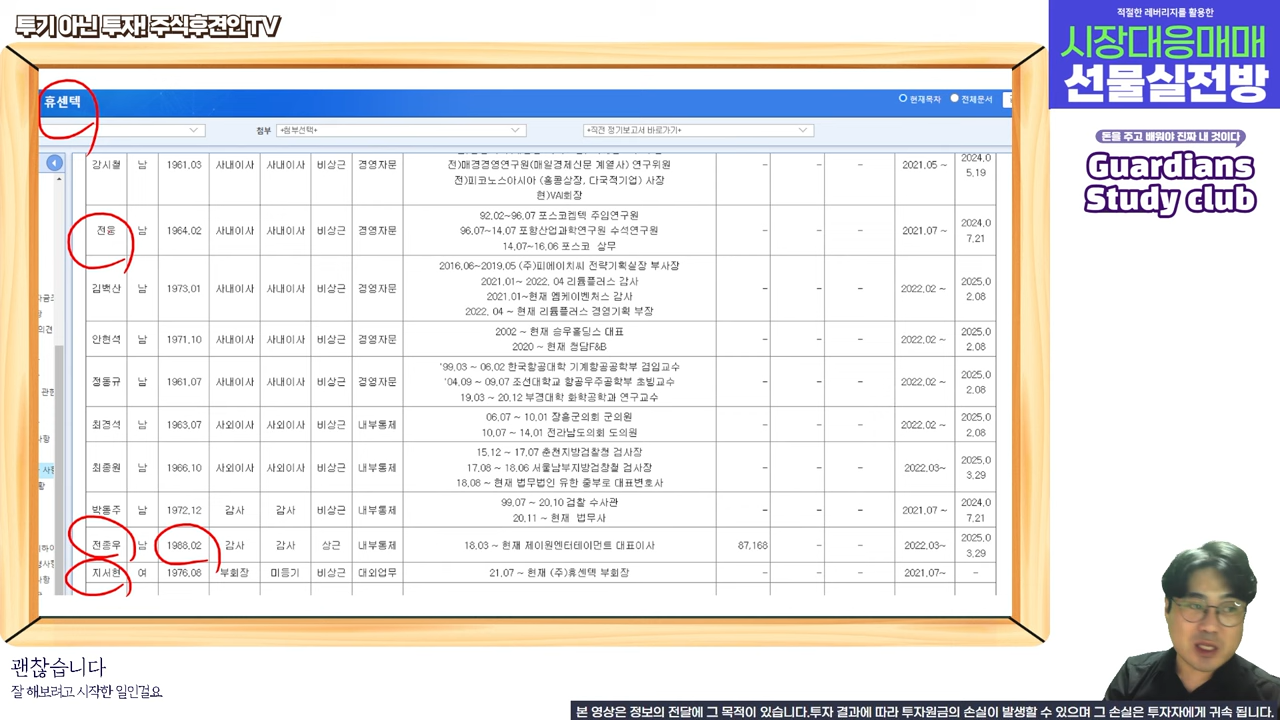 투기 아닌 투자! 주식후견인TV
적절한 레버리지를 활용한
시장대응매매
선물실전방
돈을 주고 배워야 진짜 내 것이다
Guardians
Study club
휴센텍
현재목차 전체문서
첨부 +첨부선택+ +직전 정기보고서 바로가기+
강시철 남 1961.03 사내이사 사내이사 비상근 경영자문 전)매경경영연구원(매일경제신문 계열사) 연구위원 - - - 2021.05 ~ 2024.0
전)피코노스아시아 (홍콩상장, 다국적기업) 사장 5.19
현)VAI회장
전웅 남 1964.02 사내이사 사내이사 비상근 경영자문 92.02~96.07 포스코켐텍 주임연구원 - - - 2021.07 ~ 2024.0
96.07~14.07 포항산업과학연구원 수석연구원 7.21
14.07~16.06 포스코 상무
김백산 남 1973.01 사내이사 사내이사 비상근 경영자문 2016.06~2019.05 (주)피에이치씨 전략기획실장 부사장 - - - 2022.02 ~ 2025.0
2021.01~ 2022. 04 리튬플러스 감사 2.08
2021.01~현재 엠케이벤처스 감사
2022. 04 ~ 현재 리튬플러스 경영기획 부장
안현석 남 1971.10 사내이사 사내이사 비상근 경영자문 2002 ~ 현재 승우홀딩스 대표 - - - 2022.02 ~ 2025.0
2020 ~ 현재 청담F&B 2.08
정동규 남 1961.07 사내이사 사내이사 비상근 경영자문 '99.03 ~ 06.02 한국항공대학 기계항공공학부 겸임교수 - - - 2022.02 ~ 2025.0
'04.09 ~ 09.07 조선대학교 항공우주공학부 초빙교수 2.08
19.03 ~ 20.12 부경대학 화학공학과 연구교수
최경석 남 1963.07 사외이사 사외이사 비상근 내부통제 06.07 ~ 10.01 장흥군의회 군의원 - - - 2022.02 ~ 2025.0
10.07 ~ 14.01 전라남도의회 도의원 2.08
최종원 남 1966.10 사외이사 사외이사 비상근 내부통제 15.12 ~ 17.07 춘천지방검찰청 검사장 - - - 2022.03~ 2025.0
17.08 ~ 18.06 서울남부지방검창철 검사장 3.29
18.08 ~ 현재 법무법인 유한 중부로 대표변호사
박동주 남 1972.12 감사 감사 비상근 내부통제 99.07 ~ 20.10 검찰 수사관 - - - 2021.07 ~ 2024.0
20.11 ~ 현재 법무사 7.21
전종우 남 1988.02 감사 감사 상근 내부통제 18.03 ~ 현재 제이원엔터테이먼트 대표이사 87,168 - - 2022.03~ 2025.0
3.29
지서현 여 1976.08 부회장 미등기 비상근 대외업무 21.07 ~ 현재 (주)휴센텍 부회장 - - - 2021.07~ -
괜찮습니다
잘 해보려고 시작한 일인걸요
본 영상은 정보의 전달에 그 목적이 있습니다.투자 결과에 따라 투자원금의 손실이 발생할 수 있으며 그 손실은 투자자에게 귀속 됩니다.